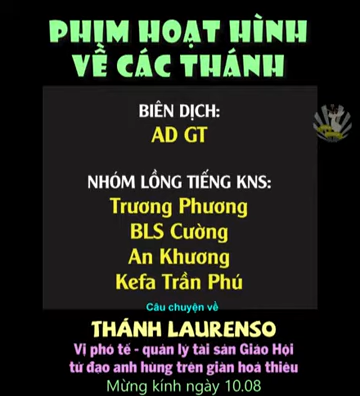 PHIM HOẠT HÌNH
VỀ CÁC THÁNH
BIÊN DỊCH:
AD GT
NHÓM LỒNG TIẾNG KNS:
Trương Phương
BLS Cường
An Khương
Kefa Trần Phú
Câu chuyện về
THÁNH LAURENSO
Vị phó tế - quản lý tài sản Giáo Hội
tử đạo anh hùng trên giàn hoả thiêu
Mừng kính ngày 10.08